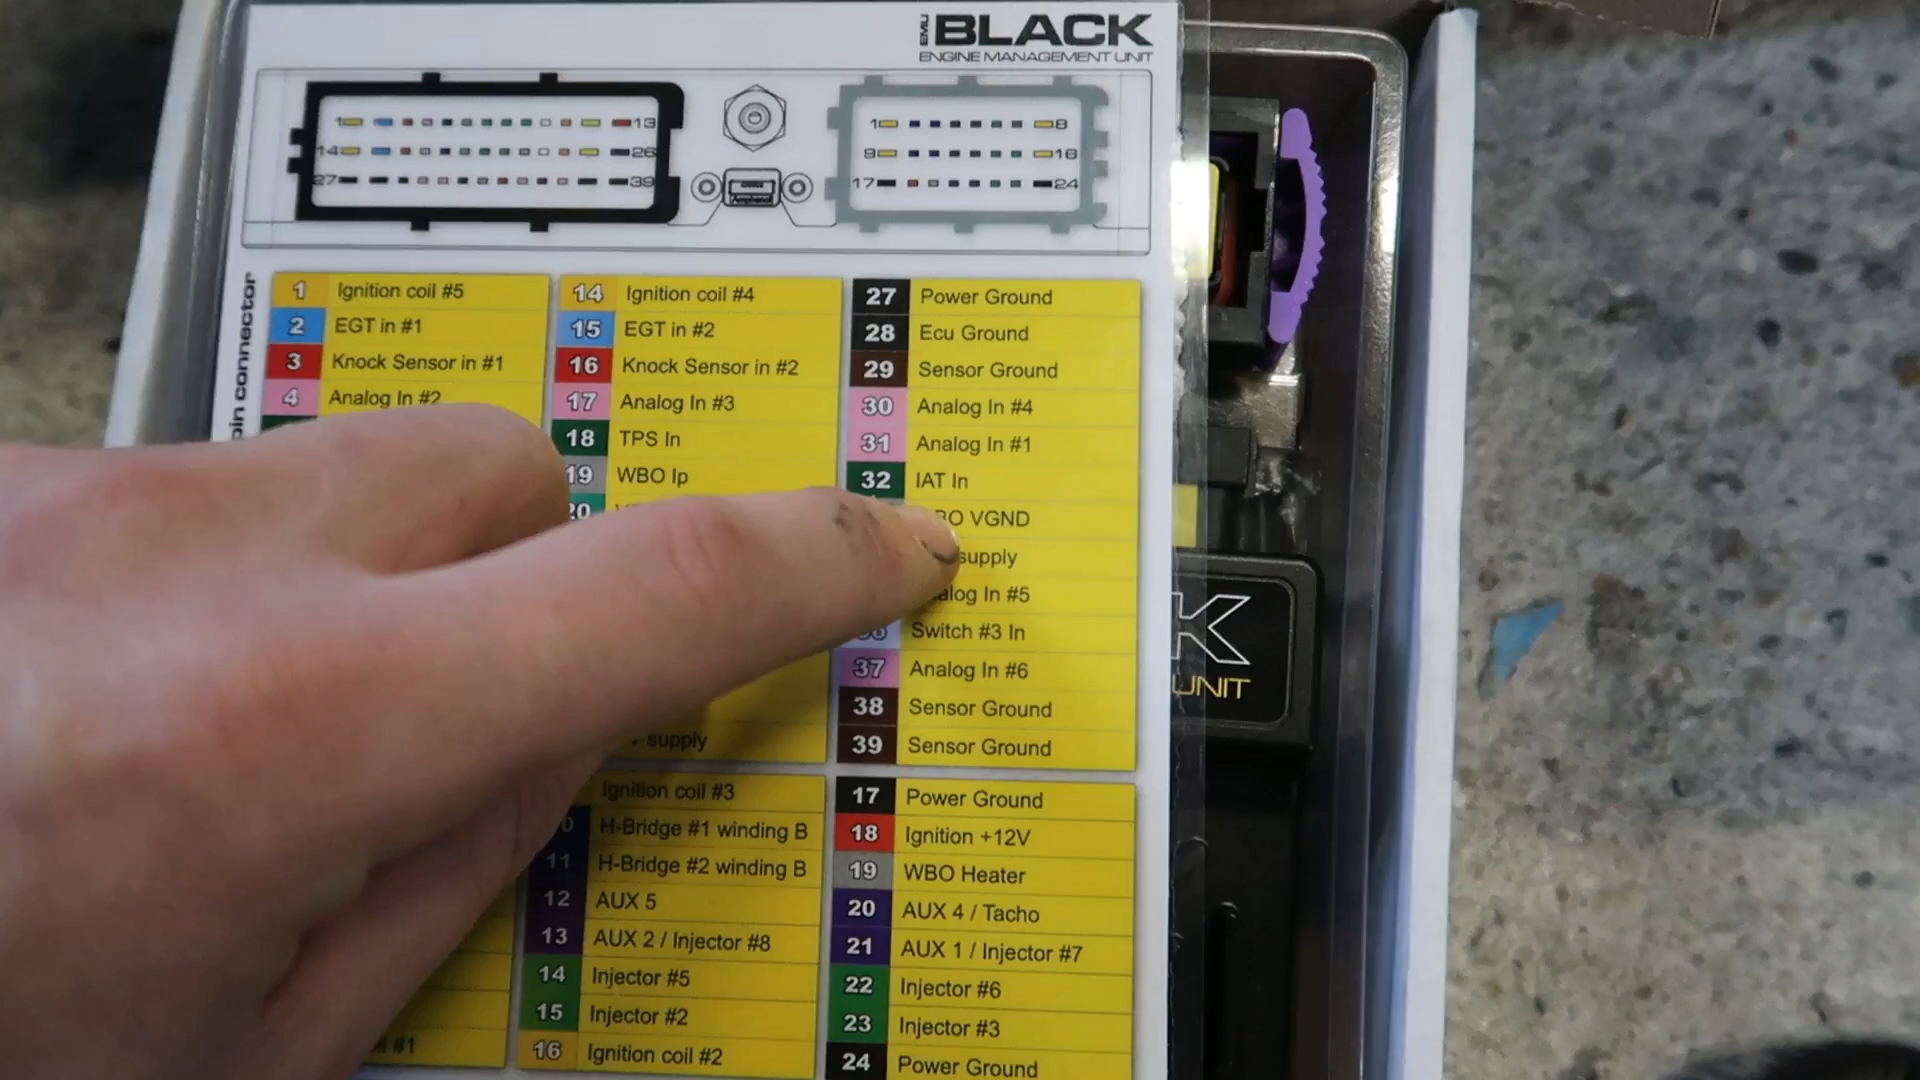 EMU BLACK
ENGINE MANAGEMENT UNIT
1 13
14 26
27 39
1 8
9 16
17 24
pin connector
1 Ignition coil #5
2 EGT in #1
3 Knock Sensor in #1
4 Analog In #2
14 Ignition coil #4
15 EGT in #2
16 Knock Sensor in #2
17 Analog In #3
18 TPS In
19 WBO Ip
20
supply
27 Power Ground
28 Ecu Ground
29 Sensor Ground
30 Analog In #4
31 Analog In #1
32 IAT In
VGND
supply
In #5
Switch #3 In
37 Analog In #6
38 Sensor Ground
39 Sensor Ground
#1
Ignition coil #3
H-Bridge #1 winding B
11 H-Bridge #2 winding B
12 AUX 5
13 AUX 2 / Injector #8
14 Injector #5
15 Injector #2
16 Ignition coil #2
17 Power Ground
18 Ignition +12V
19 WBO Heater
20 AUX 4 / Tacho
21 AUX 1 / Injector #7
22 Injector #6
23 Injector #3
24 Power Ground
K
UNIT